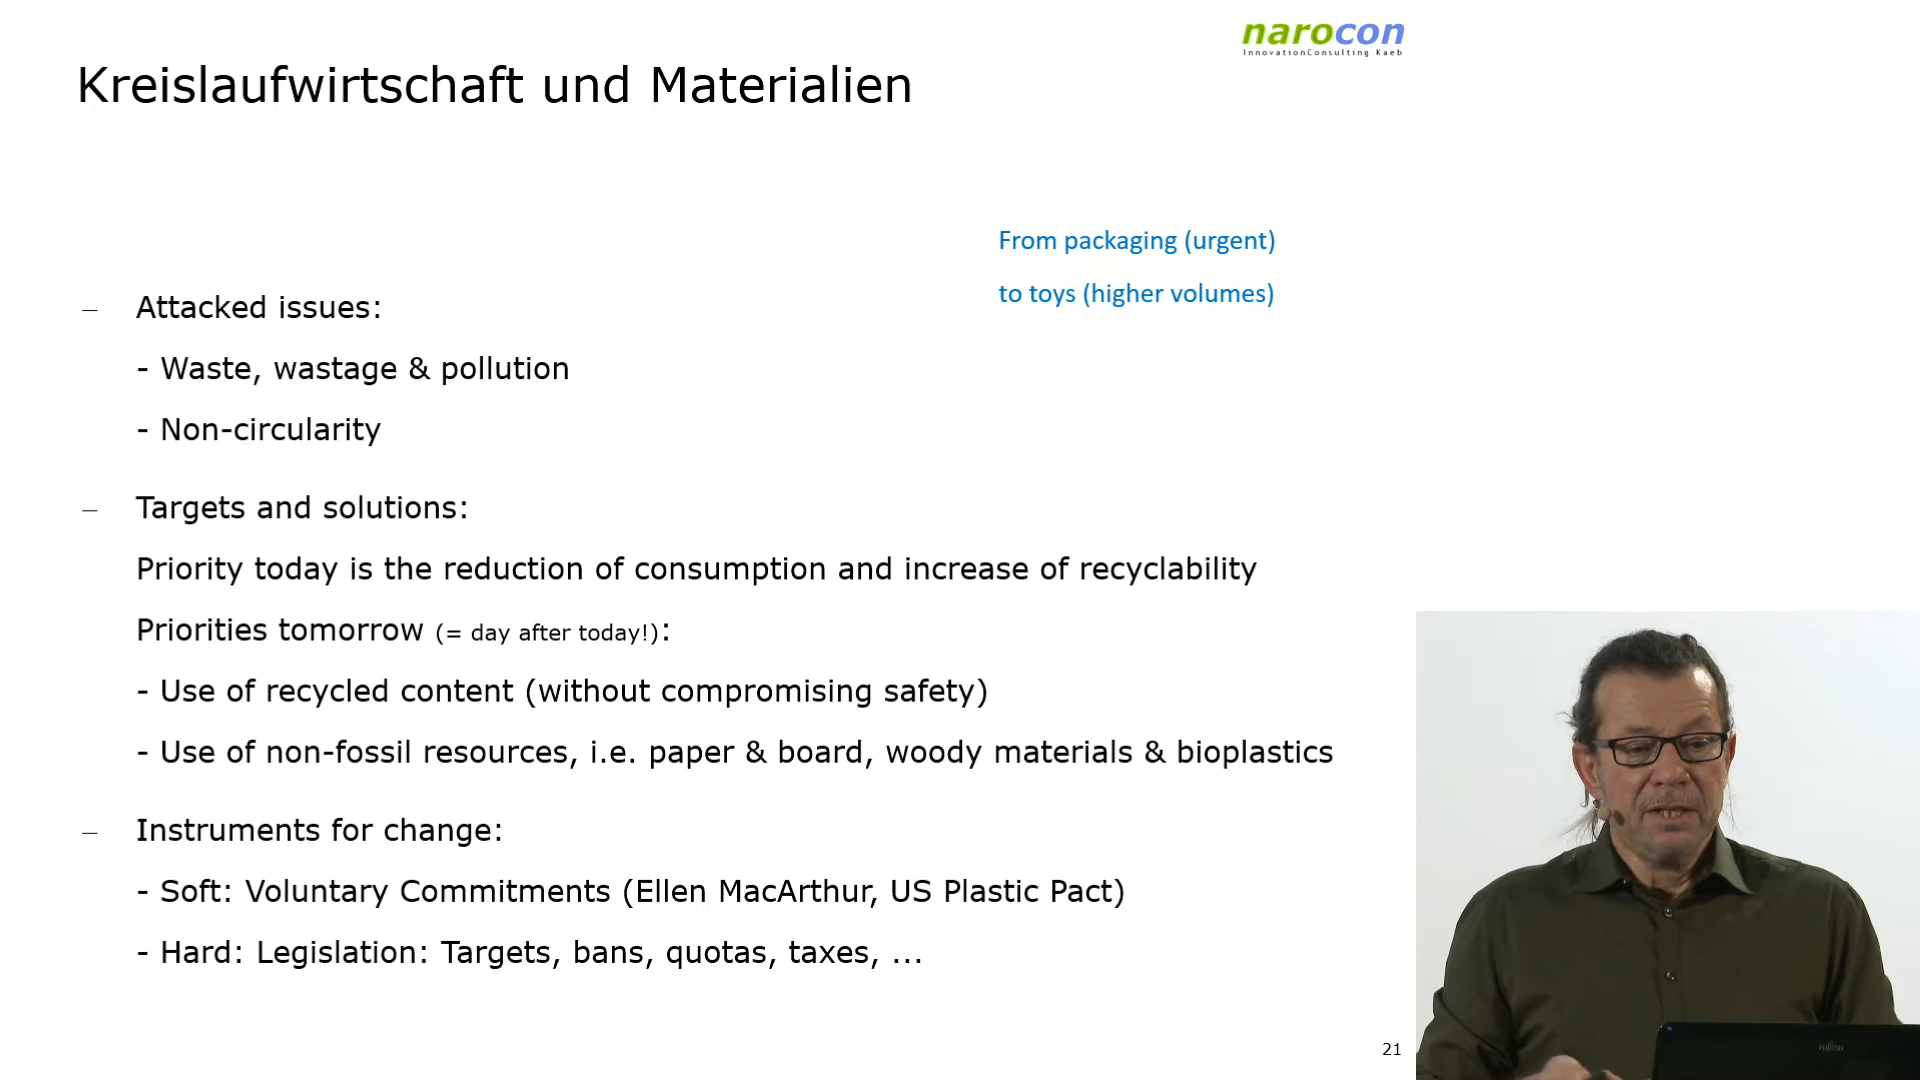 narocon
InnovationConsulting Kaeb
Kreislaufwirtschaft und Materialien
From packaging (urgent)
to toys (higher volumes)
– Attacked issues:
- Waste, wastage & pollution
- Non-circularity
– Targets and solutions:
Priority today is the reduction of consumption and increase of recyclability
Priorities tomorrow (= day after today!):
- Use of recycled content (without compromising safety)
- Use of non-fossil resources, i.e. paper & board, woody materials & bioplastics
– Instruments for change:
- Soft: Voluntary Commitments (Ellen MacArthur, US Plastic Pact)
- Hard: Legislation: Targets, bans, quotas, taxes, ...
21
FUJITSU